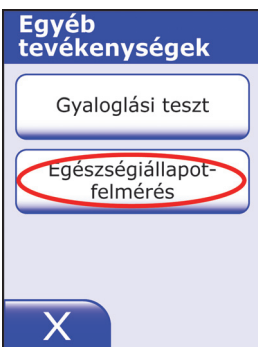 Egyéb
tevékenységek
Gyaloglási teszt
Egészségiállapot-
felmérés
X